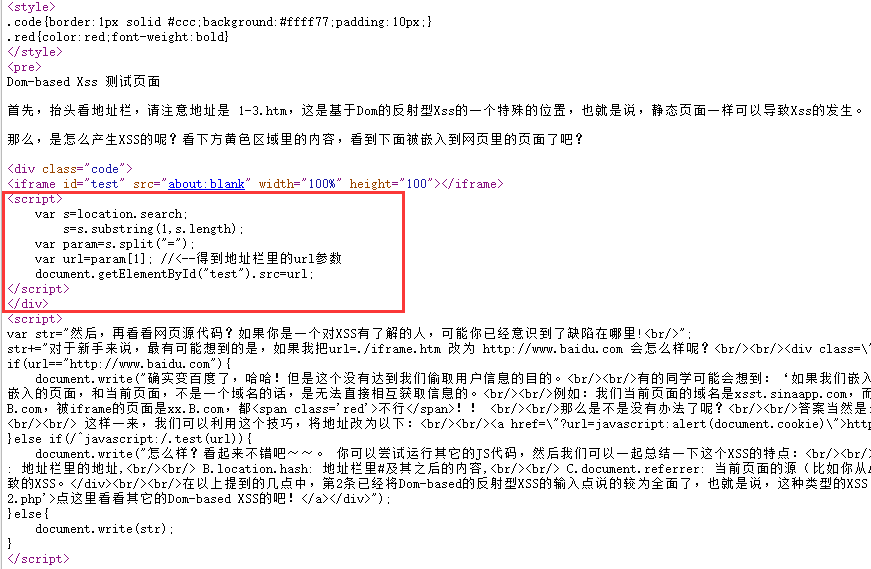 <style>
.code{border:1px solid #ccc;background:#ffff77;padding:10px;}
.red{color:red;font-weight:bold}
</style>
<pre>
Dom-based Xss 测试页面
首先，抬头看地址栏，请注意地址是 1-3.htm，这是基于Dom的反射型Xss的一个特殊的位置，也就是说，静态页面一样可以导致Xss的发生。
那么，是怎么产生XSS的呢？看下方黄色区域里的内容，看到下面被嵌入到网页里的页面了吧？
<div class="code">
<iframe id="test" src="about:blank" width="100%" height="100"></iframe>
<script>
var s=location.search;
s=s.substring(1,s.length);
var param=s.split("=");
var url=param[1]; //<--得到地址栏里的url参数
document.getElementById("test").src=url;
</script>
</div>
<script>
var str="然后，再看看网页源代码？如果你是一个对XSS有了解的人，可能你已经意识到了缺陷在哪里!<br/>";
str+="对于新手来说，最有可能想到的是，如果我把url=./iframe.htm 改为 http://www.baidu.com 会怎么样呢？<br/><br/><div class=\"
if(url=="http://www.baidu.com"){
document.write("确实变百度了，哈哈！但是这个没有达到我们偷取用户信息的目的。<br/><br/>有的同学可能会想到：‘如果我们嵌入
嵌入的页面，和当前页面，不是一个域名的话，是无法直接相互获取信息的。<br/><br/>例如：我们当前页面的域名是xsst.sinaapp.com，而
B.com，被iframe的页面是xx.B.com，都<span class='red'>不行</span>！！ <br/><br/>那么是不是没有办法了呢？<br/><br/>答案当然是
<br/><br/> 这样一来，我们可以利用这个技巧，将地址改为以下：<br/><br/><a href=\"?url=javascript:alert(document.cookie)\">http
}else if(/^javascript:/.test(url)){
document.write("怎么样？看起来不错吧～～。 你可以尝试运行其它的JS代码，然后我们可以一起总结一下这个XSS的特点：<br/><br/>
: 地址栏里的地址,<br/><br/> B.location.hash: 地址栏里#及其之后的内容,<br/><br/> C.document.referrer: 当前页面的源（比如你从A
致的XSS。</div><br/><br/>在以上提到的几点中，第2条已经将Dom-based的反射型XSS的输入点说的较为全面了，也就是说，这种类型的XSS
2.php'>点这里看看其它的Dom-based XSS的吧！</a></div>");
}else{
document.write(str);
}
</script>